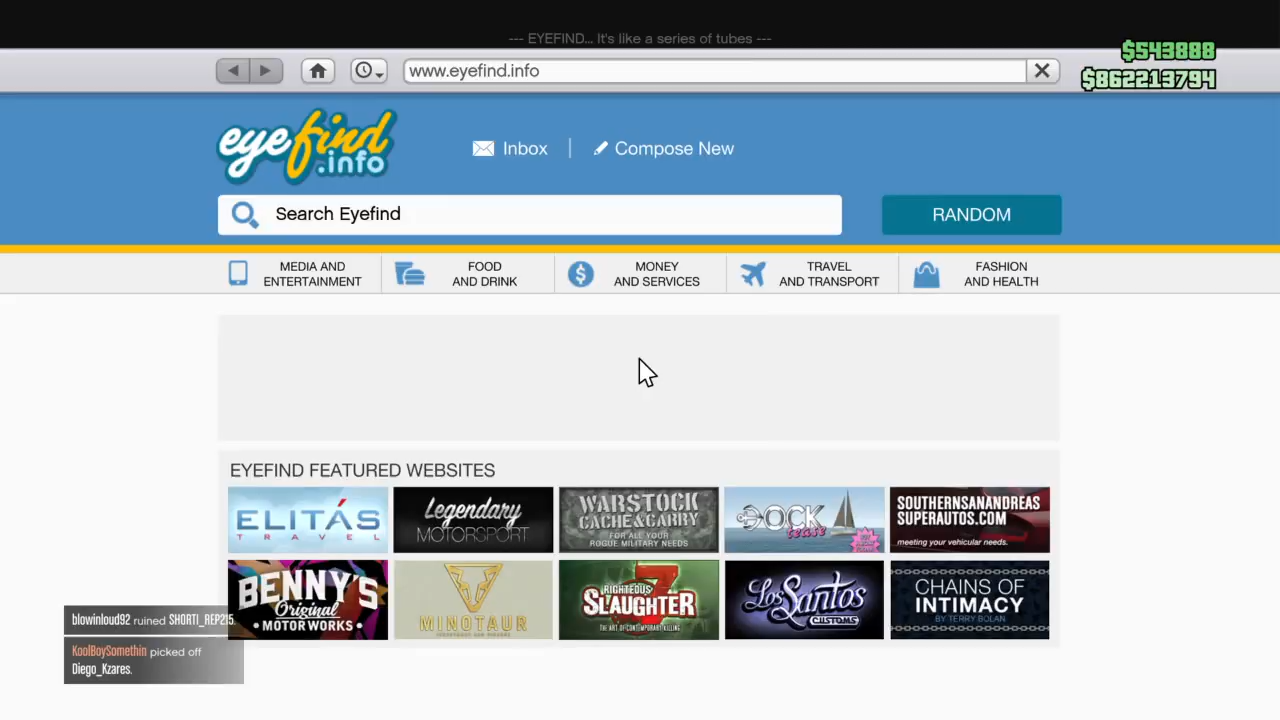 --- EYEFIND... It's like a series of tubes ---
$543888
www.eyefind.info
$862213794
eyefind
.info
Inbox
Compose New
Search Eyefind
RANDOM
MEDIA AND
ENTERTAINMENT
FOOD
AND DRINK
MONEY
AND SERVICES
TRAVEL
AND TRANSPORT
FASHION
AND HEALTH
EYEFIND FEATURED WEBSITES
ELITÁS
TRAVEL
Legendary
MOTORSPORT
WARSTOCK
CACHE&CARRY
FOR ALL YOUR
ROGUE MILITARY NEEDS
DOCK
tease
SOUTHERNSANANDREAS
SUPERAUTOS.COM
meeting your vehicular needs.
BENNY'S
Original
MOTOR WORKS
MINOTAUR
RIGHTEOUS
SLAUGHTER
7
THE ART OF CONTEMPORARY KILLING
Los Santos
CUSTOMS
CHAINS OF
INTIMACY
BY TERRY BOLAN
blowinloud92 ruined SHORTI_REP215.
KoolBoySomethin picked off
Diego_Kzares.